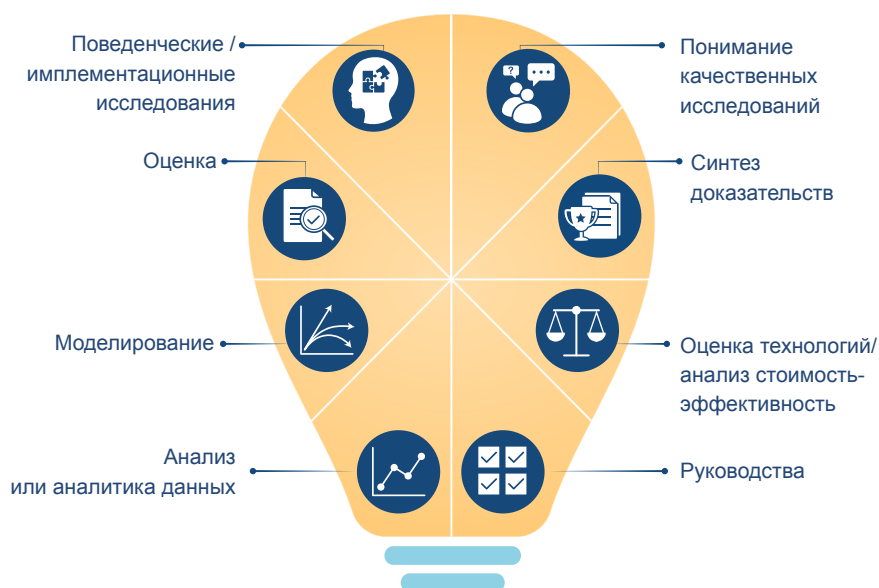 Поведенческие /
имплементационные
исследования
Понимание
качественных
исследований
?
Оценка
Синтез
доказательств
Моделирование
Оценка технологий/
анализ стоимость-
эффективность
Анализ
или аналитика данных
Руководства